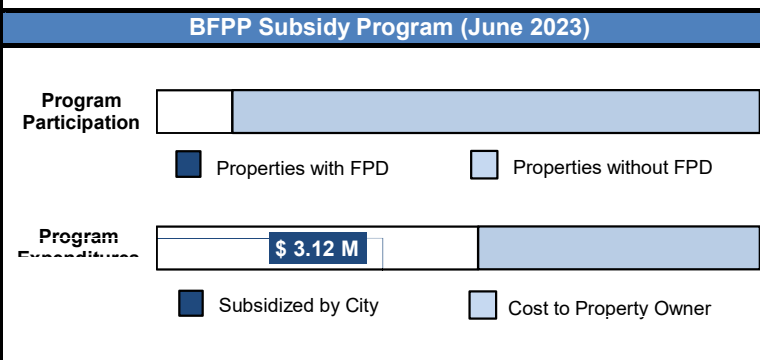 BFPP Subsidy Program (June 2023)
Program
Participation
Properties with FPD
Properties without FPD
Program
Expenditures
$ 3.12 M
Subsidized by City
Cost to Property Owner